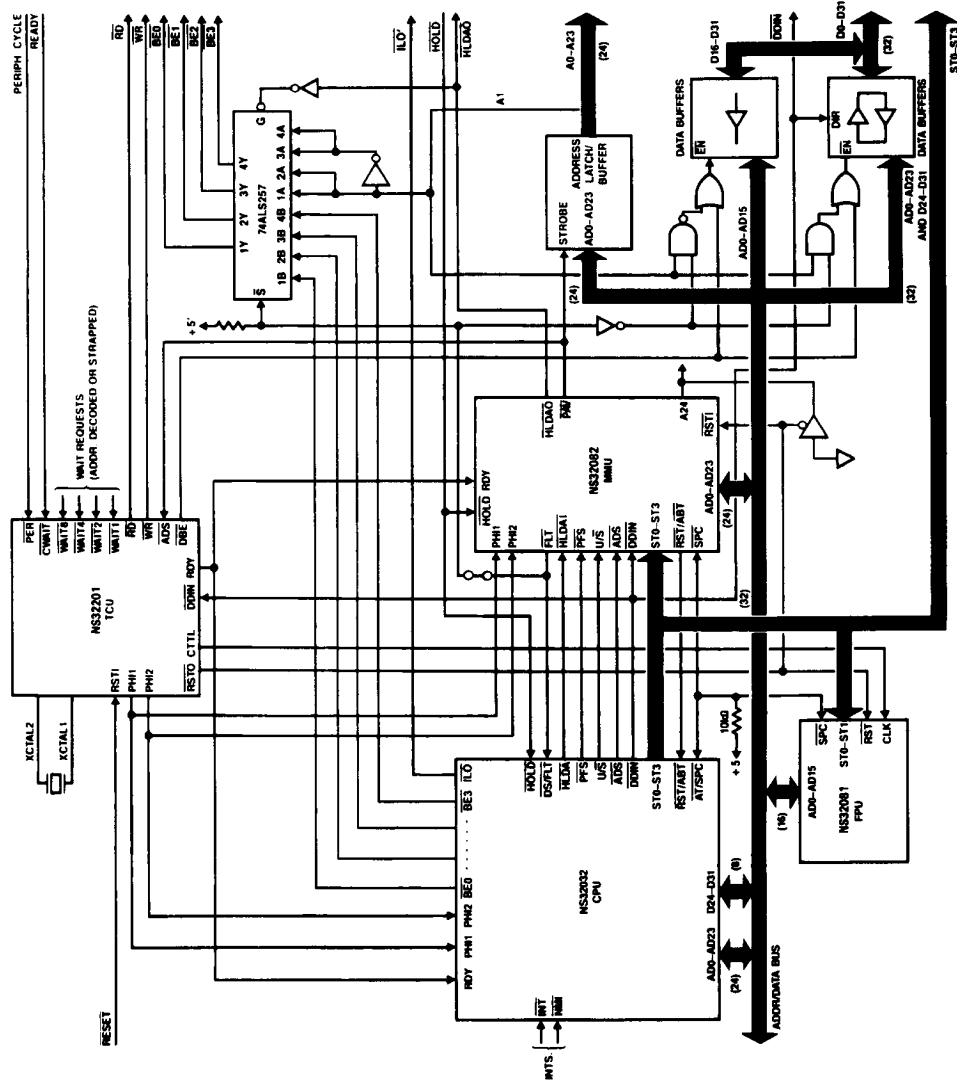 XCTAL2
XCTAL1
NS32201
TCU
RSTI
PHI1
PHI2
RSTO
CTTL
DDIN
RDY
PER
CWAIT
WAIT8
WAIT4
WAIT2
WAIT1
RD
WR
ADS
DBE
WAIT REQUESTS
(ADDR. DECODED OR STRAPPED)
PERIPH CYCLE
READY
RD
WR
BE0
BE1
BE2
BE3
ILO
HOLD
HLDAO
RESET
+5
S
74ALS257
1Y
2Y
3Y
4Y
1B
2B
3B
4B
1A
2A
3A
4A
G
A1
INTS.
INT
NMI
RDY
PHI1
PHI2
BE0
. . . . . .
BE3
ILO
NS32032
CPU
HOLD
DS/FLT
HLDA
PFS
U/S
ADS
DDIN
ST0-ST3
RST/ABT
AT/SPC
AD0-AD23
D24-D31
(24)
(8)
ADDR/DATA BUS
PHI1
PHI2
FLT
HLDAI
PFS
U/S
ADS
DDIN
ST0-ST3
RST/ABT
SPC
HOLD
RDY
NS32082
MMU
HLDAO
PAV
A24
RSTI
AD0-AD23
(24)
(32)
+5
10kΩ
SPC
ST0-ST1
RST
CLK
AD0-AD15
NS32081
FPU
(16)
STROBE
ADDRESS
LATCH/
BUFFER
AD0-AD23
(24)
A0-A23
(24)
AD0-AD15
(32)
DATA BUFFERS
EN
D16-D31
DATA BUFFERS
EN
DIR
AD0-AD23
AND D24-D31
DDIN
D0-D31
(32)
ST0-ST3